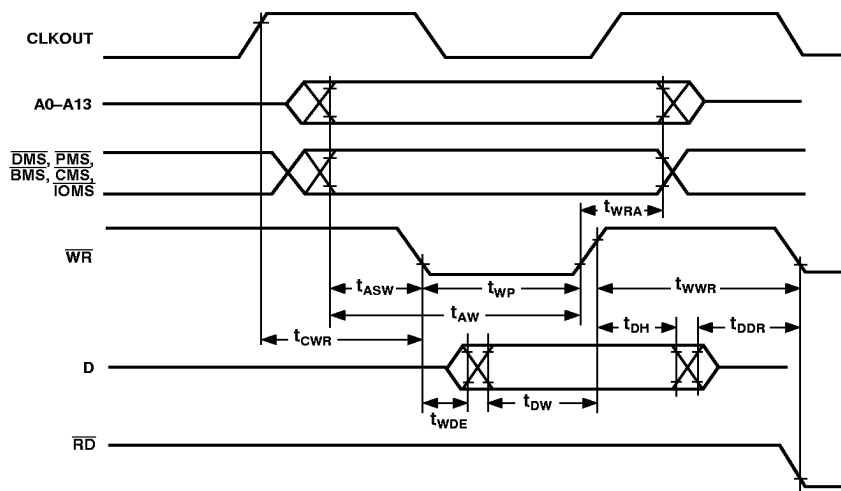 CLKOUT
A0–A13
DMS, PMS,
BMS, CMS,
IOMS
tWRA
WR
tASW
tWP
tWWR
tAW
tCWR
tDH
tDDR
D
tWDE
tDW
RD